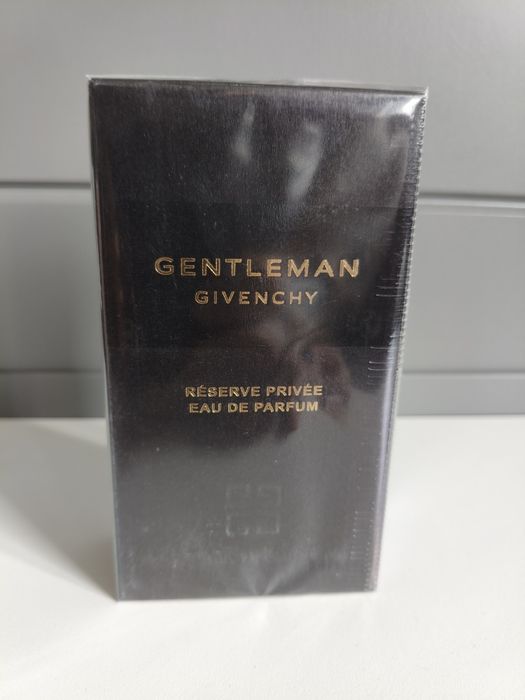 GENTLEMAN
GIVENCHY
RÉSERVE PRIVÉE
EAU DE PARFUM